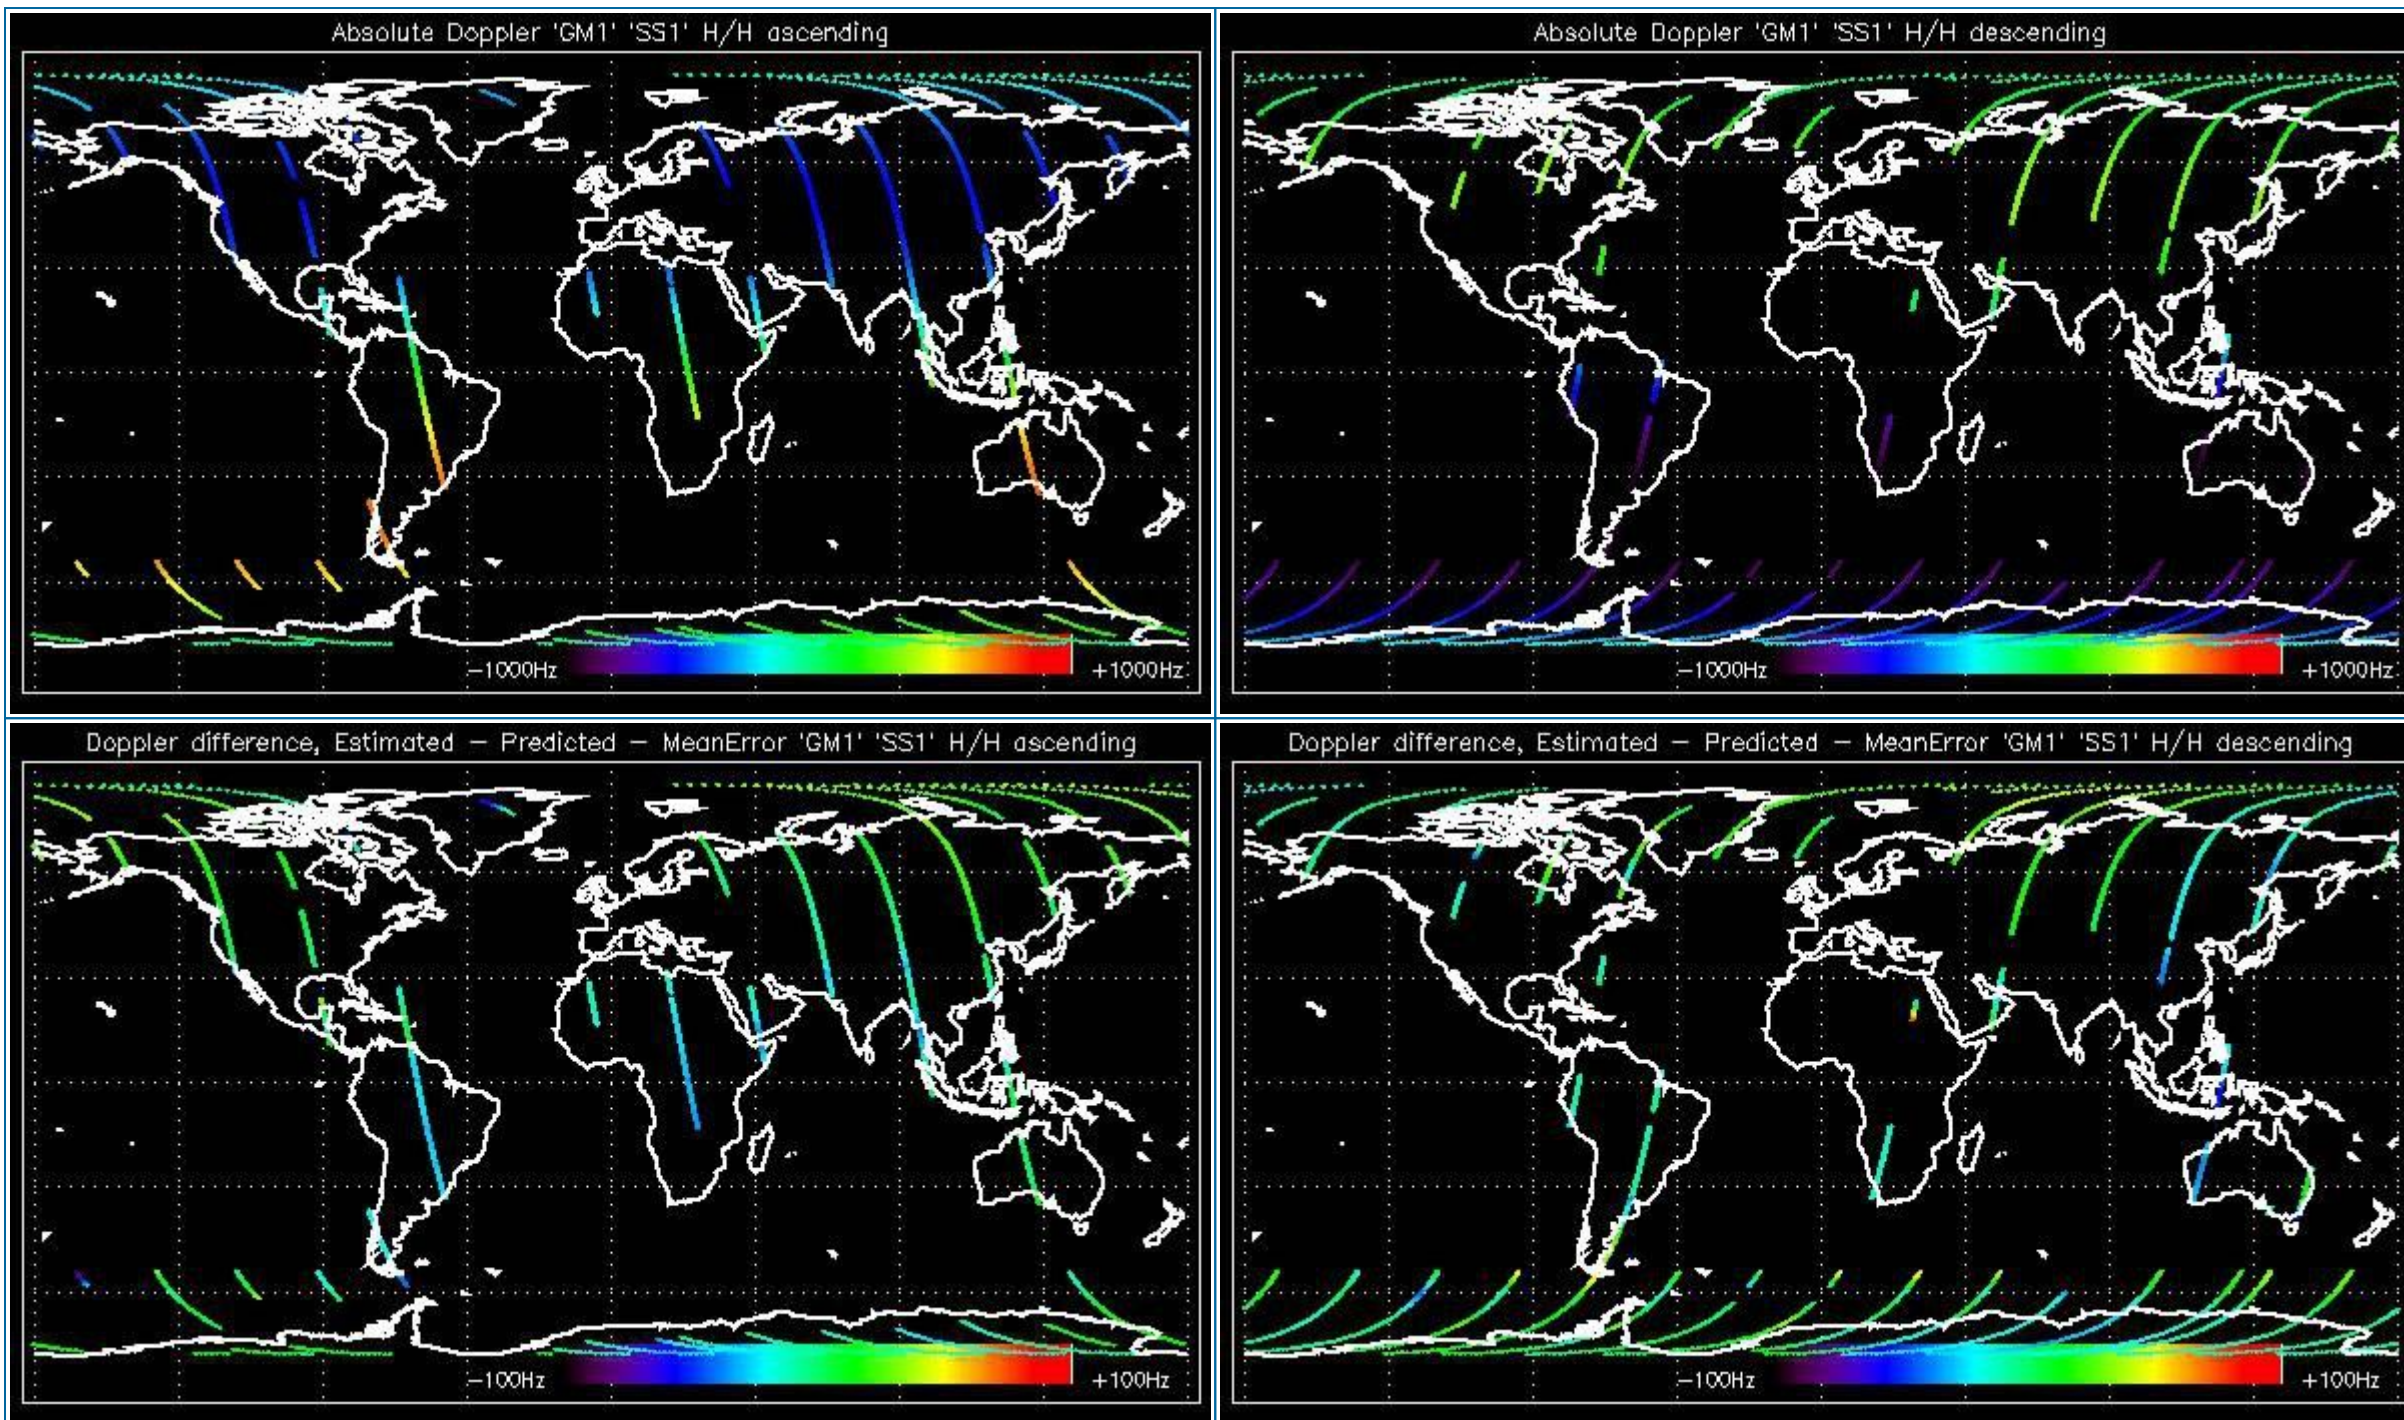 Absolute Doppler 'GM1' 'SS1' H/H ascending
-1000Hz
+1000Hz
Absolute Doppler 'GM1' 'SS1' H/H descending
-1000Hz
+1000Hz
Doppler difference, Estimated - Predicted - MeanError 'GM1' 'SS1' H/H ascending
-100Hz
+100Hz
Doppler difference, Estimated - Predicted - MeanError 'GM1' 'SS1' H/H descending
-100Hz
+100Hz